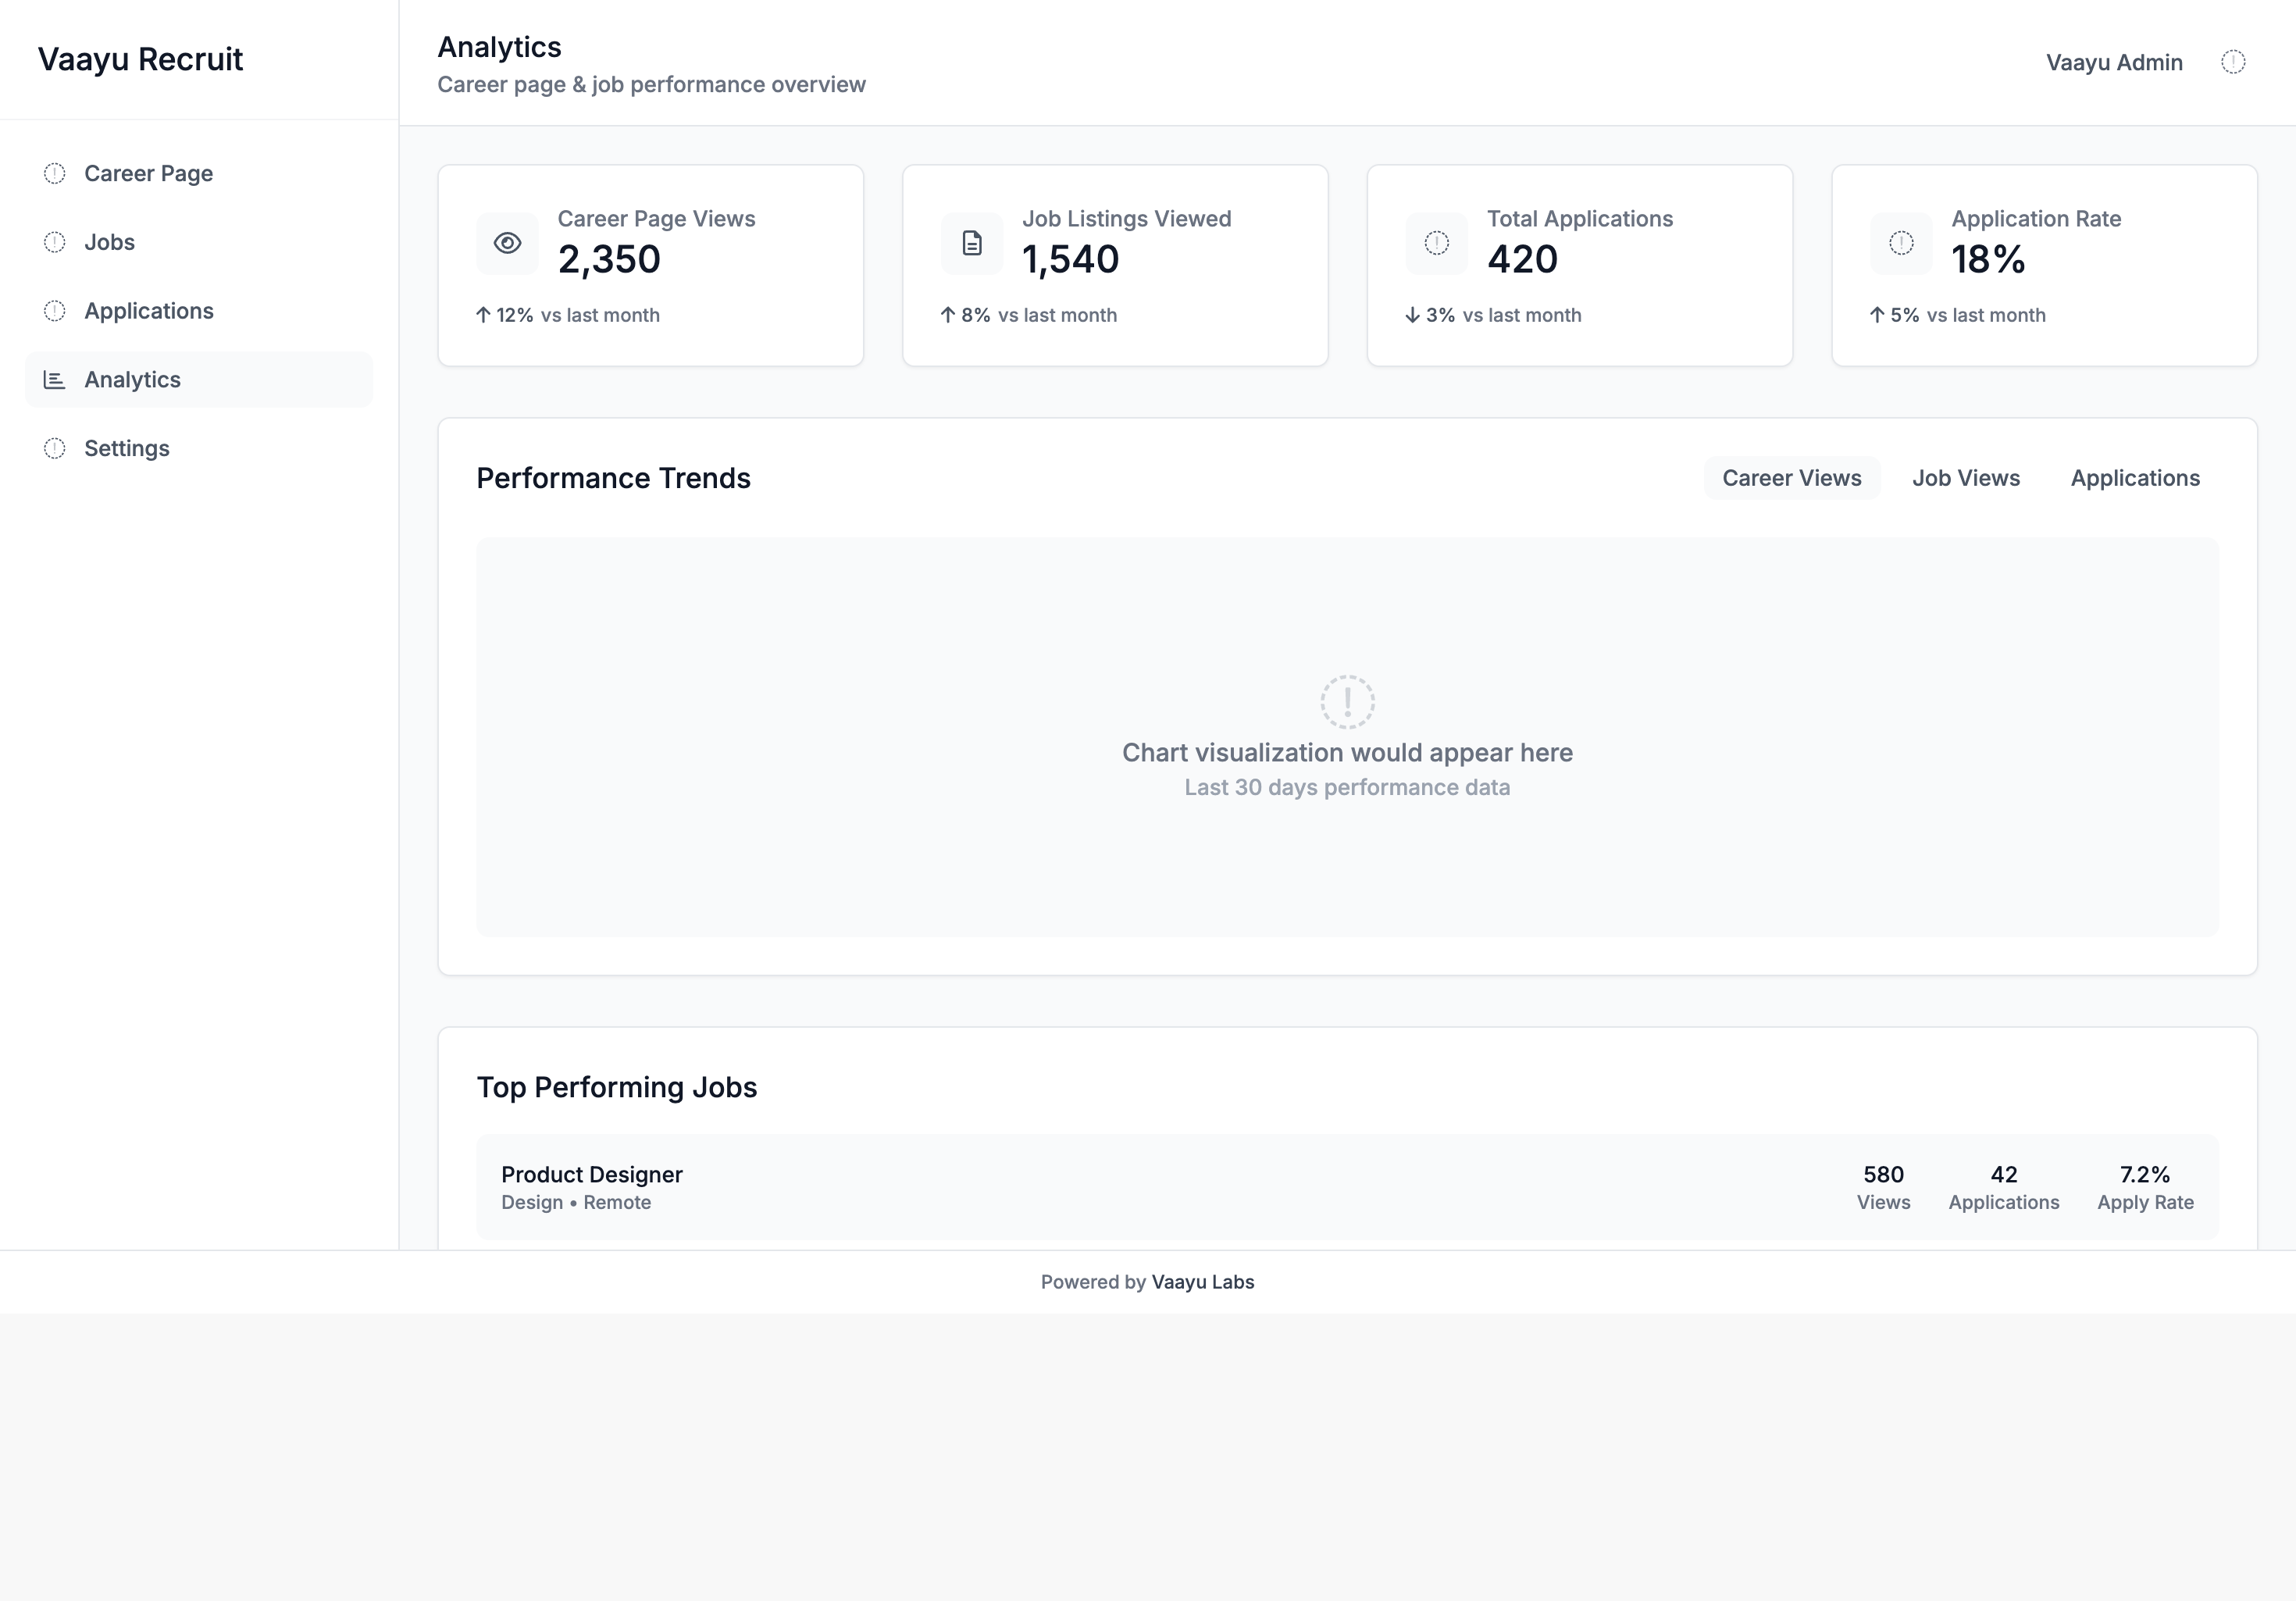 Vaayu Recruit
Career Page
Jobs
Applications
Analytics
Settings
Analytics
Career page & job performance overview
Vaayu Admin
Career Page Views
2,350
↑ 12% vs last month
Job Listings Viewed
1,540
↑ 8% vs last month
Total Applications
420
↓ 3% vs last month
Application Rate
18%
↑ 5% vs last month
Performance Trends
Career Views
Job Views
Applications
Chart visualization would appear here
Last 30 days performance data
Top Performing Jobs
Product Designer
Design • Remote
580
Views
42
Applications
7.2%
Apply Rate
Powered by Vaayu Labs